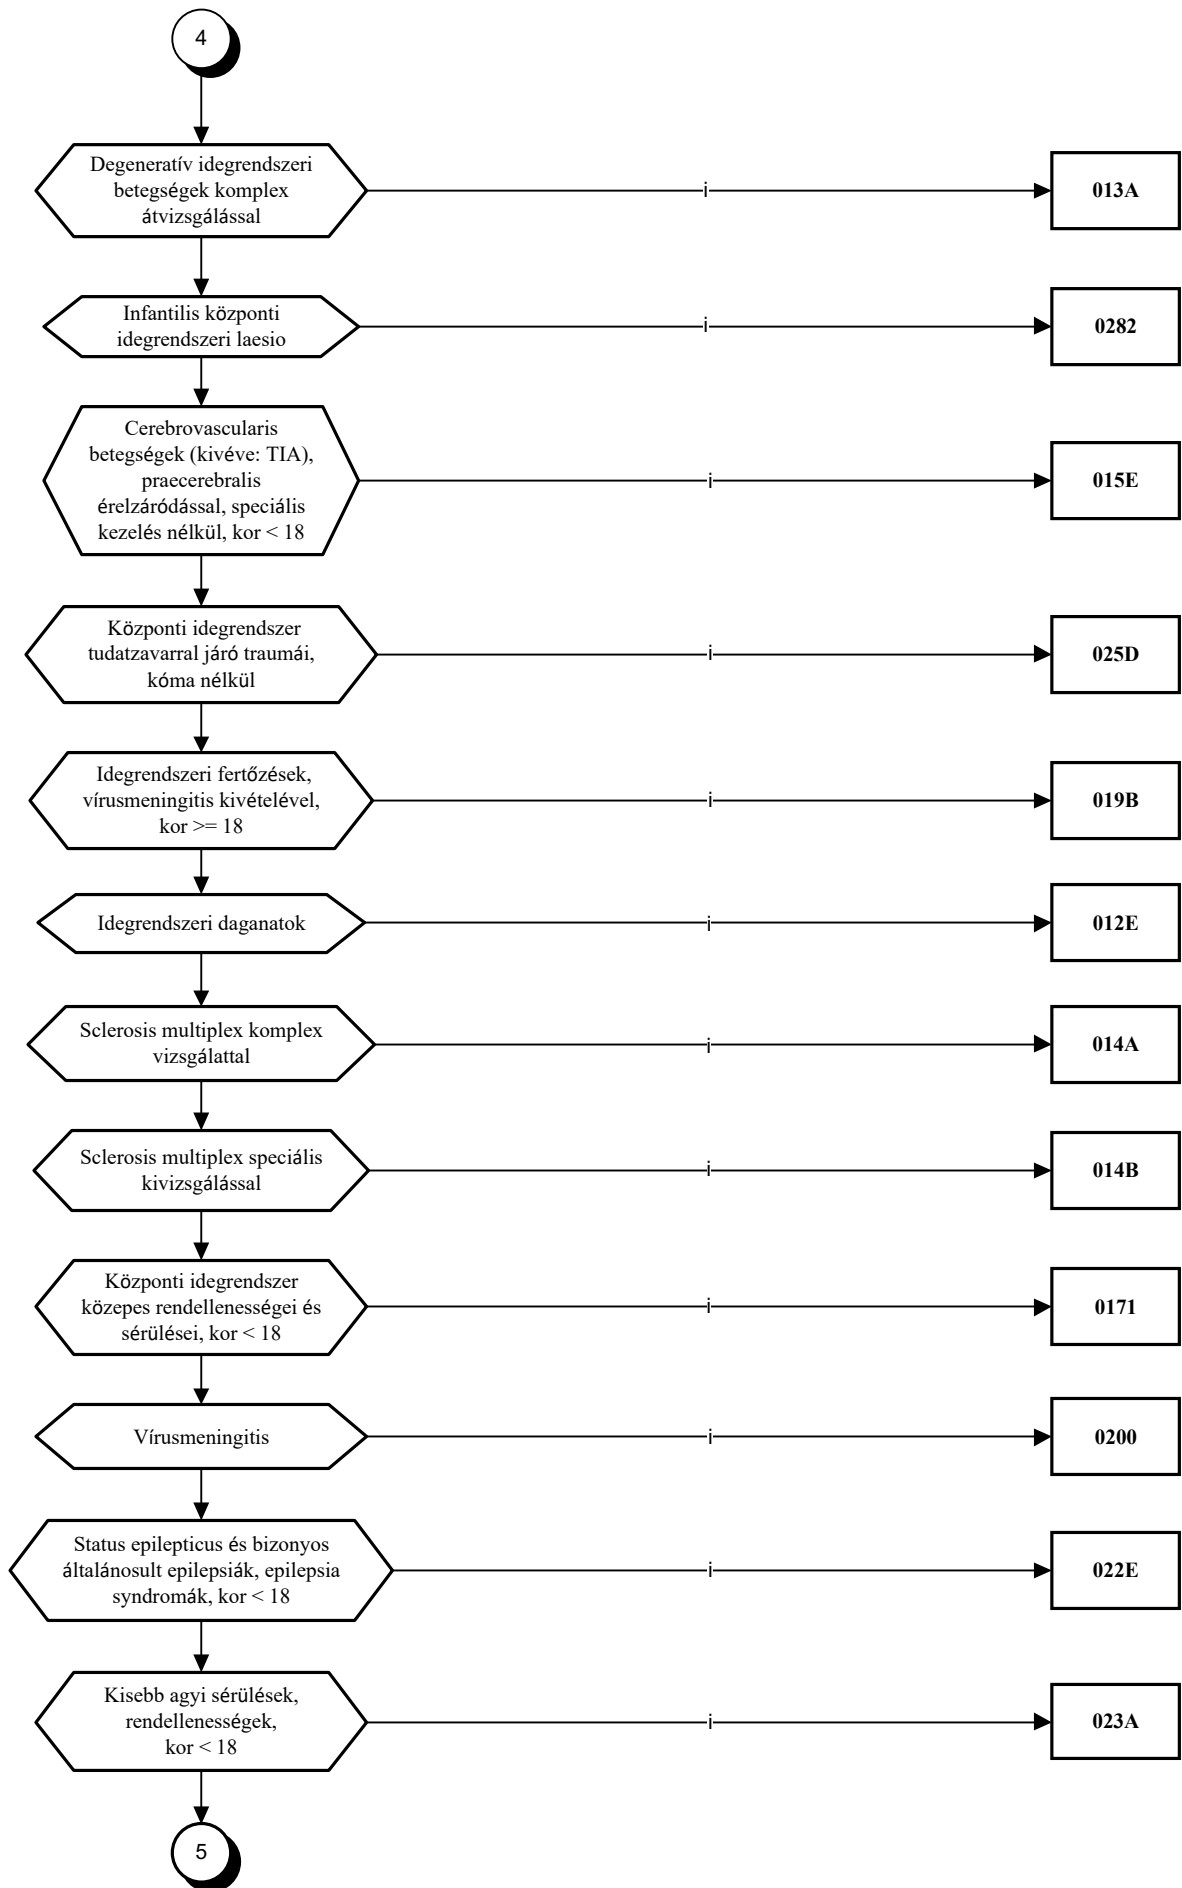 4
Degeneratív idegrendszeri
betegségek komplex
átvizsgálással
i
013A
Infantilis központi
idegrendszeri laesio
i
0282
Cerebrovascularis
betegségek (kivéve: TIA),
praecerebralis
érelzáródással, speciális
kezelés nélkül, kor < 18
i
015E
Központi idegrendszer
tudatzavarral járó traumái,
kóma nélkül
i
025D
Idegrendszeri fertőzések,
vírusmeningitis kivételével,
kor >= 18
i
019B
Idegrendszeri daganatok
i
012E
Sclerosis multiplex komplex
vizsgálattal
i
014A
Sclerosis multiplex speciális
kivizsgálással
i
014B
Központi idegrendszer
közepes rendellenességei és
sérülései, kor < 18
i
0171
Vírusmeningitis
i
0200
Status epilepticus és bizonyos
általánosult epilepsiák, epilepsia
syndromák, kor < 18
i
022E
Kisebb agyi sérülések,
rendellenességek,
kor < 18
i
023A
5